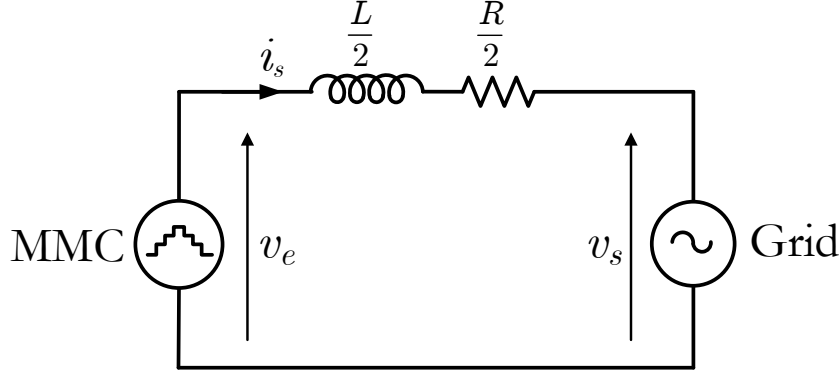 L/2
R/2
i_s
MMC
v_e
v_s
Grid